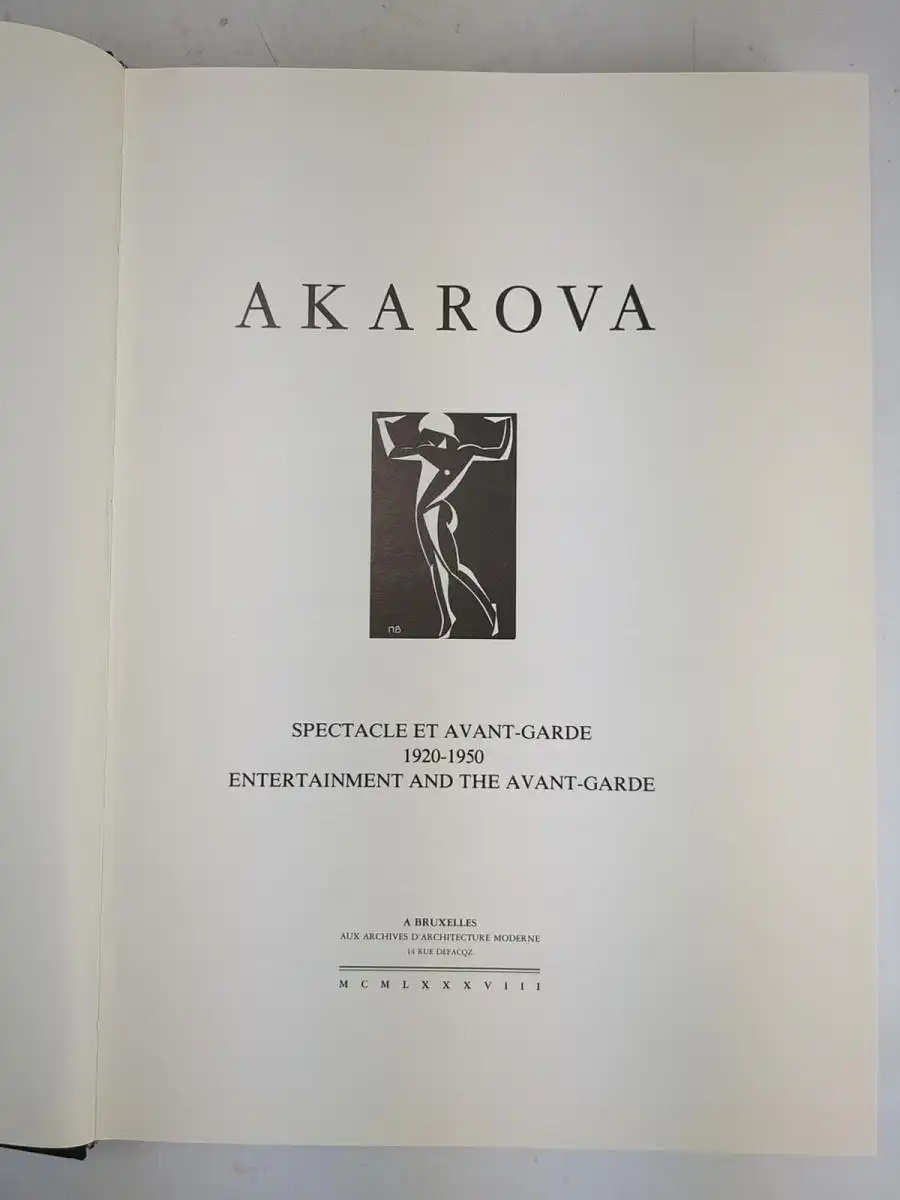 AKAROVA
MB
SPECTACLE ET AVANT-GARDE
1920-1950
ENTERTAINMENT AND THE AVANT-GARDE
A BRUXELLES
AUX ARCHIVES D'ARCHITECTURE MODERNE
14 RUE DEFACQZ
MCMLXXXVIII